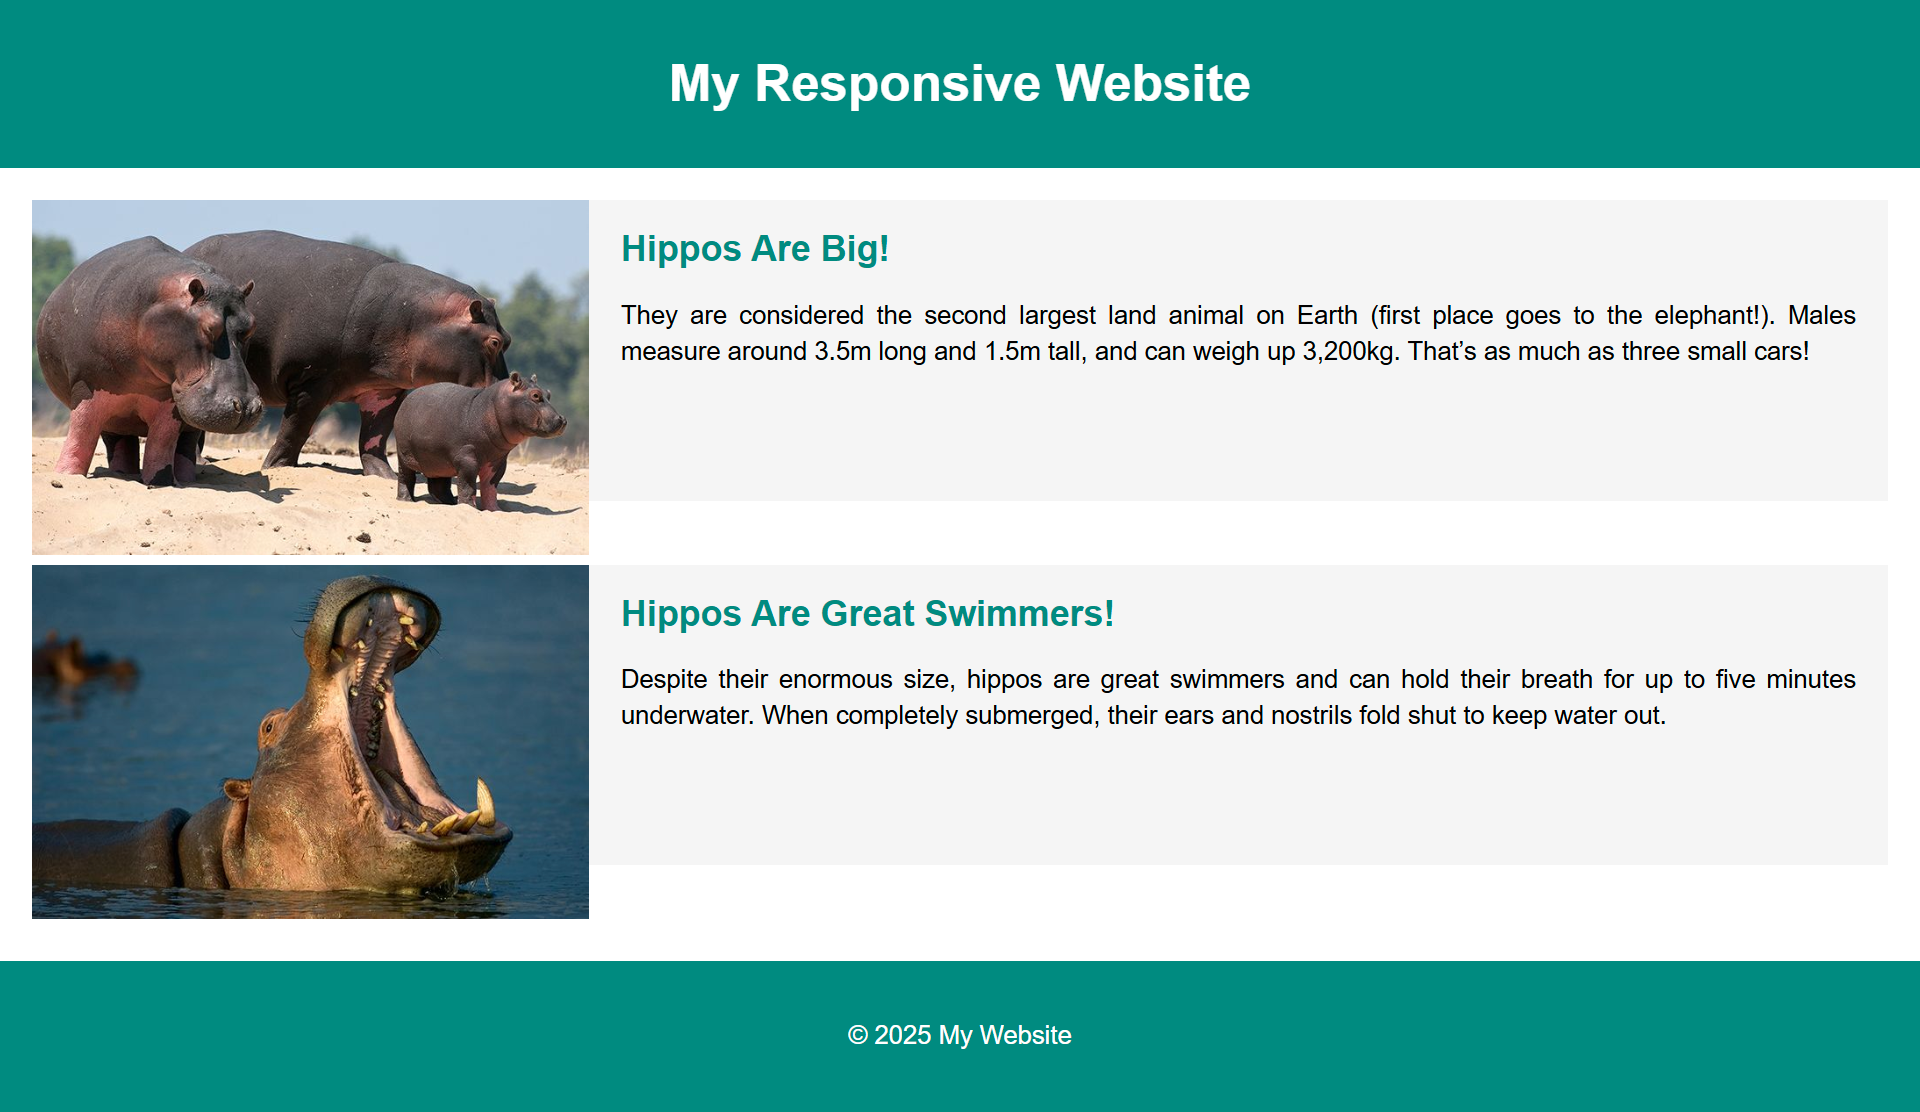 My Responsive Website
Hippos Are Big!
They are considered the second largest land animal on Earth (first place goes to the elephant!). Males
measure around 3.5m long and 1.5m tall, and can weigh up 3,200kg. That’s as much as three small cars!
Hippos Are Great Swimmers!
Despite their enormous size, hippos are great swimmers and can hold their breath for up to five minutes
underwater. When completely submerged, their ears and nostrils fold shut to keep water out.
© 2025 My Website